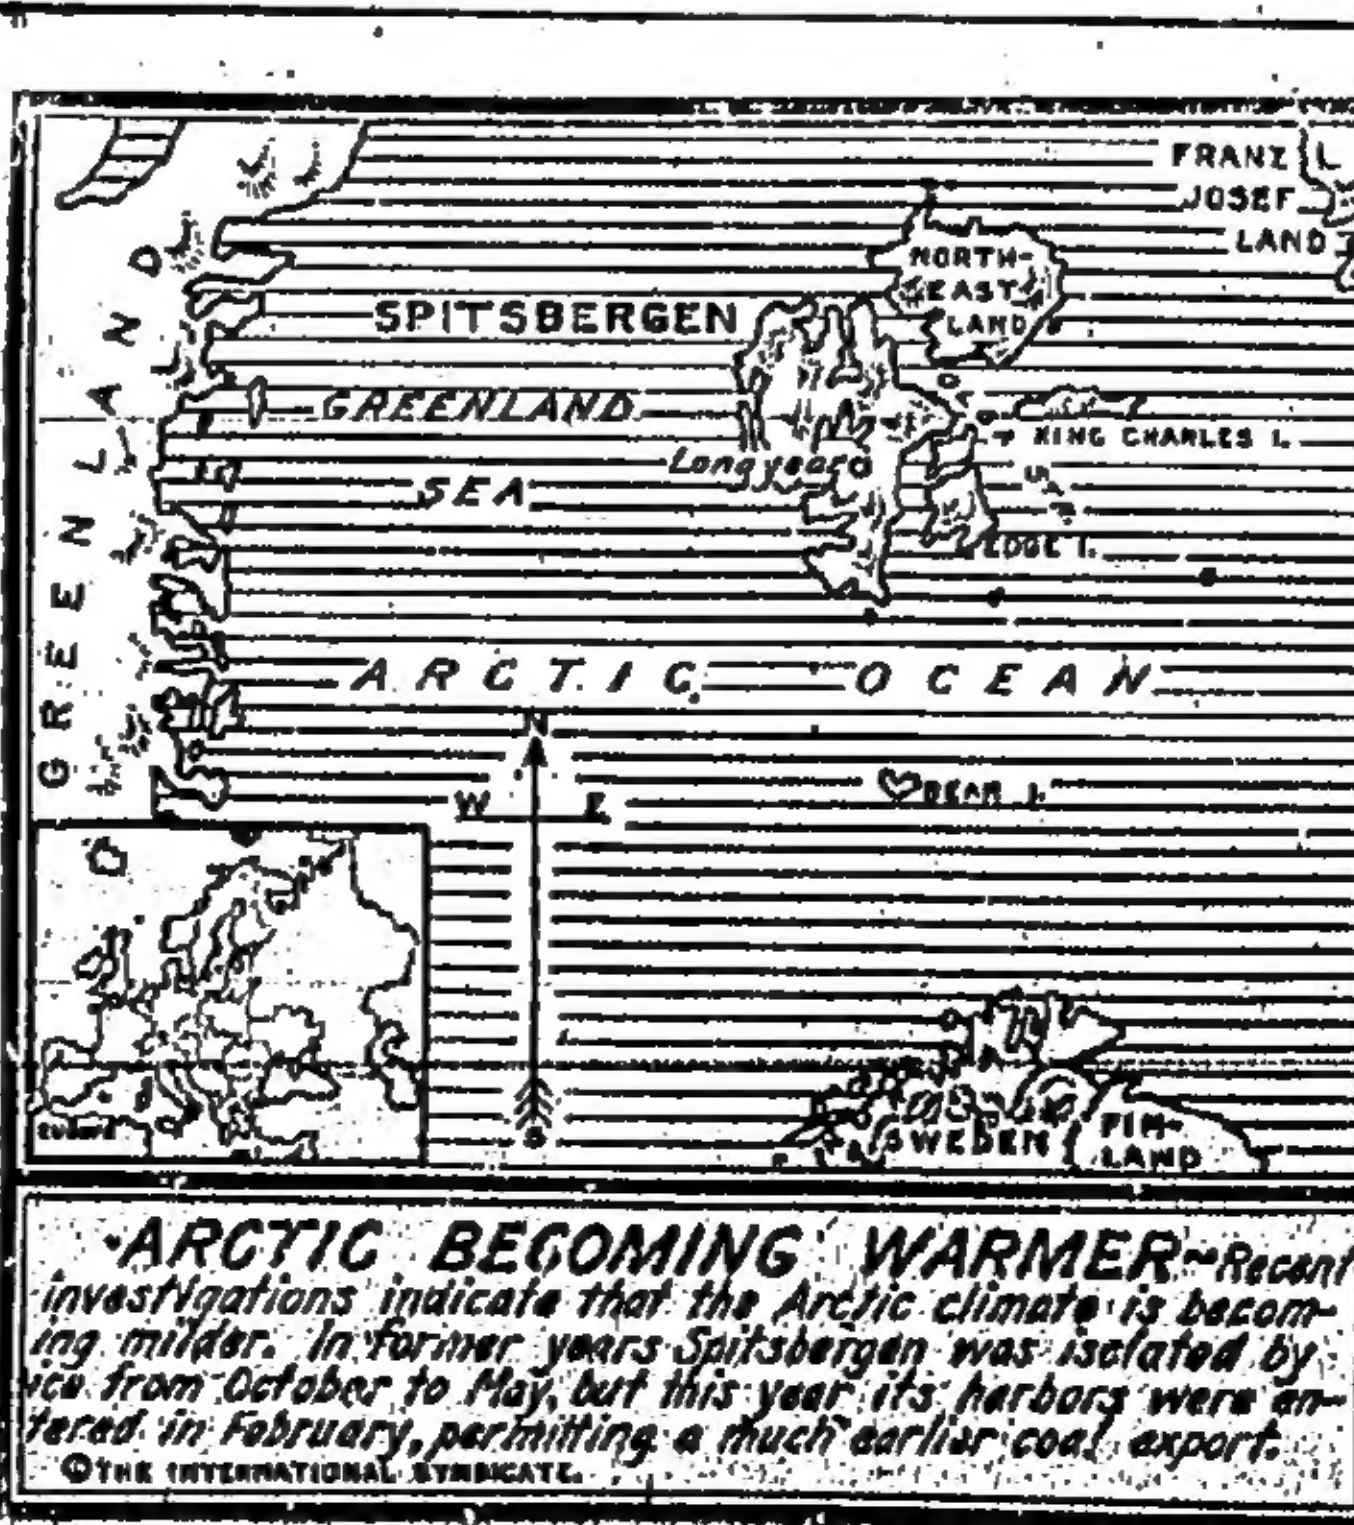 FRANZ
JOSEF
LAND
NORTH-
EAST
LAND
SPITSBERGEN
GREENLAND
GREENLAND
SEA
KING CHARLES I.
Longyear
EDGE I.
ARCTIC OCEAN
N
W E
S
BEAR I.
SWEDEN
FIN-
LAND
EUROPE
ARCTIC BECOMING WARMER~Recent
investigations indicate that the Arctic climate is becom-
ing milder. In former years Spitsbergen was isolated by
ice from October to May, but this year its harbors were en-
tered in February, permitting a much earlier coal export.
©THE INTERNATIONAL SYNDICATE.